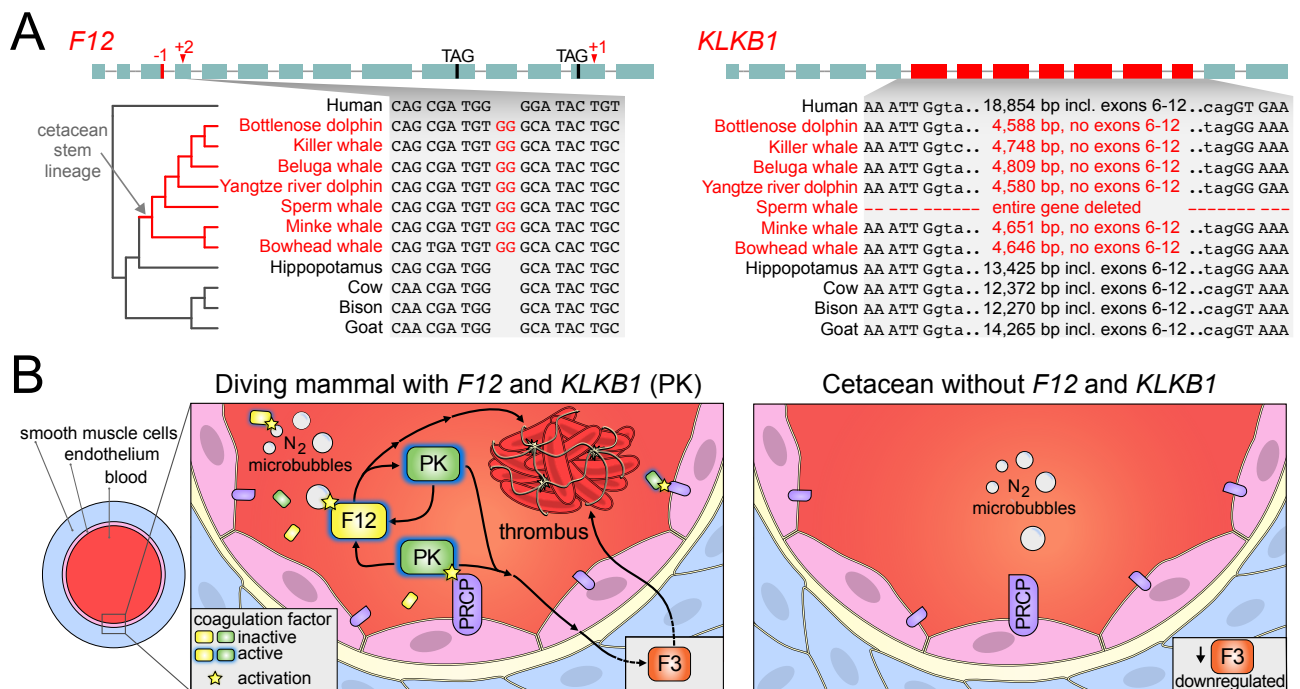 A
F12
-1 +2 TAG TAG +1
Human CAG CGA TGG GGA TAC TGT
Bottlenose dolphin CAG CGA TGT GG GCA TAC TGC
Killer whale CAG CGA TGT GG GCA TAC TGC
Beluga whale CAG CGA TGT GG GCA TAC TGC
Yangtze river dolphin CAG CGA TGT GG GCA TAC TGC
Sperm whale CAG CGA TGT GG GCA TAC TGC
Minke whale CAG TGA TGT GG GCA TAC TGC
Bowhead whale CAG TGA TGT GG GCA CAC TGC
Hippopotamus CAG CGA TGG GCA TAC TGC
Cow CAA CGA TGG GCA TAC TGC
Bison CAA CGA TGG GCA TAC TGC
Goat CAA CGA TGG GCA TAC TGC
cetacean
stem
lineage
KLKB1
Human AA ATT Ggta.. 18,854 bp incl. exons 6-12 ..cagGT GAA
Bottlenose dolphin AA ATT Ggta.. 4,588 bp, no exons 6-12 ..tagGG AAA
Killer whale AA ATT Ggtc.. 4,748 bp, no exons 6-12 ..tagGG AAA
Beluga whale AA ATT Ggta.. 4,809 bp, no exons 6-12 ..tagGG AAA
Yangtze river dolphin AA ATT Ggta.. 4,580 bp, no exons 6-12 ..tagGG GAA
Sperm whale -- --- ------ entire gene deleted ------- ---
Minke whale AA ATT Ggta.. 4,651 bp, no exons 6-12 ..tagGG AAA
Bowhead whale AA ATT Ggta.. 4,646 bp, no exons 6-12 ..tagGG AAA
Hippopotamus AA ATT Ggta.. 13,425 bp incl. exons 6-12 ..tagGG AAA
Cow AA ATT Ggta.. 12,372 bp incl. exons 6-12 ..cagGT AAA
Bison AA ATT Ggta.. 12,270 bp incl. exons 6-12 ..cagGT AAA
Goat AA ATT Ggta.. 14,265 bp incl. exons 6-12 ..cagGT AAA
B
smooth muscle cells
endothelium
blood
Diving mammal with F12 and KLKB1 (PK)
N2
microbubbles
PK
F12
PK
PRCP
thrombus
F3
coagulation factor
inactive
active
activation
Cetacean without F12 and KLKB1
N2
microbubbles
PRCP
↓ F3
downregulated